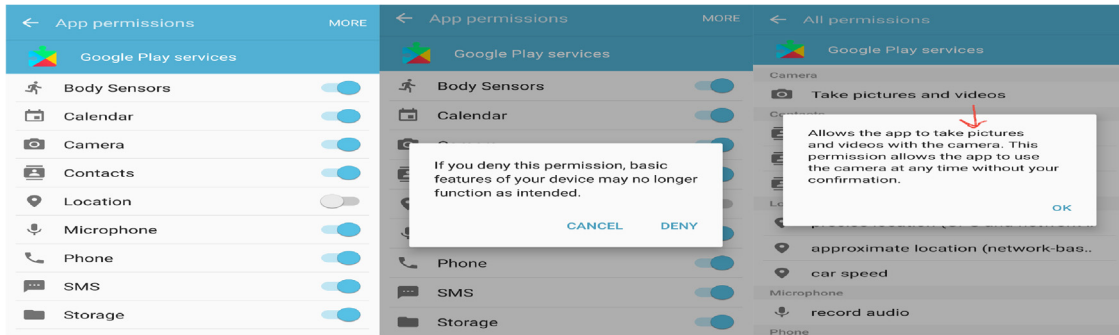 App permissions
MORE
Google Play services
Body Sensors
Calendar
Camera
Contacts
Location
Microphone
Phone
SMS
Storage
App permissions
MORE
Google Play services
Body Sensors
Calendar
If you deny this permission, basic
features of your device may no longer
function as intended.
CANCEL
DENY
Phone
SMS
Storage
All permissions
Google Play services
Camera
Take pictures and videos
Allows the app to take pictures
and videos with the camera. This
permission allows the app to use
the camera at any time without your
confirmation.
OK
approximate location (network-bas..
car speed
Microphone
record audio
Phone